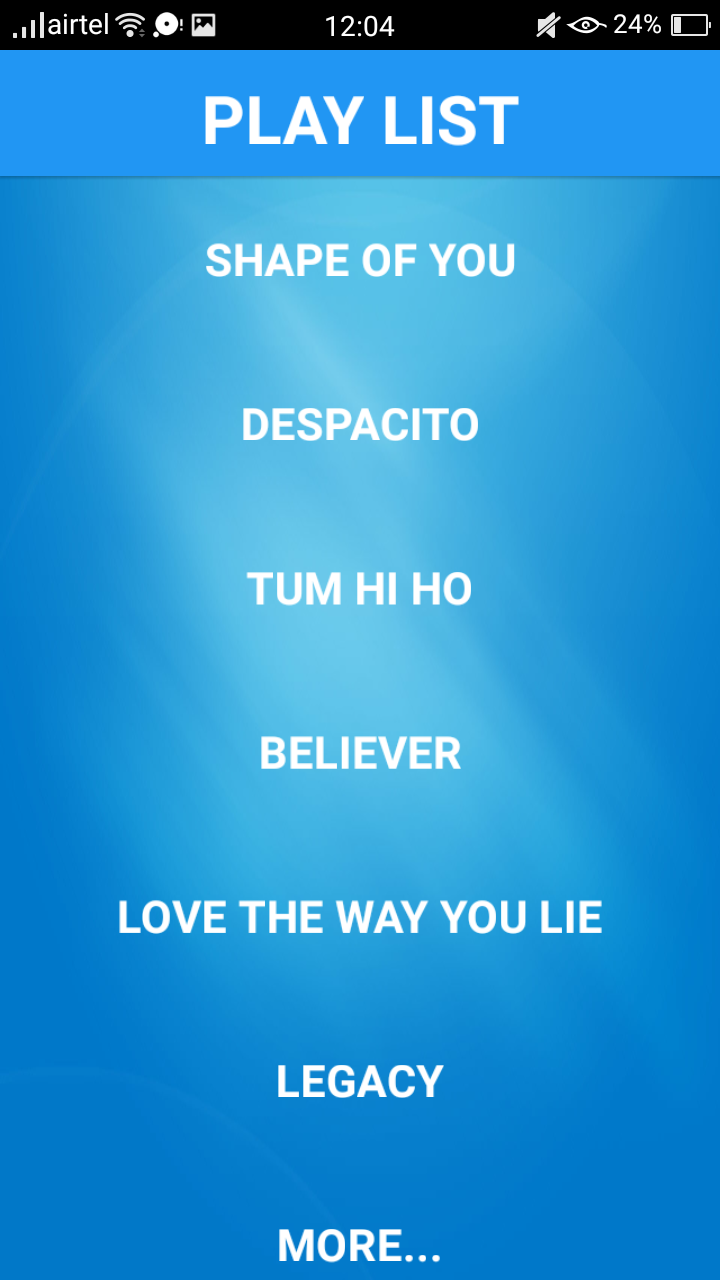 airtel 12:04 24%
PLAY LIST
SHAPE OF YOU
DESPACITO
TUM HI HO
BELIEVER
LOVE THE WAY YOU LIE
LEGACY
MORE...